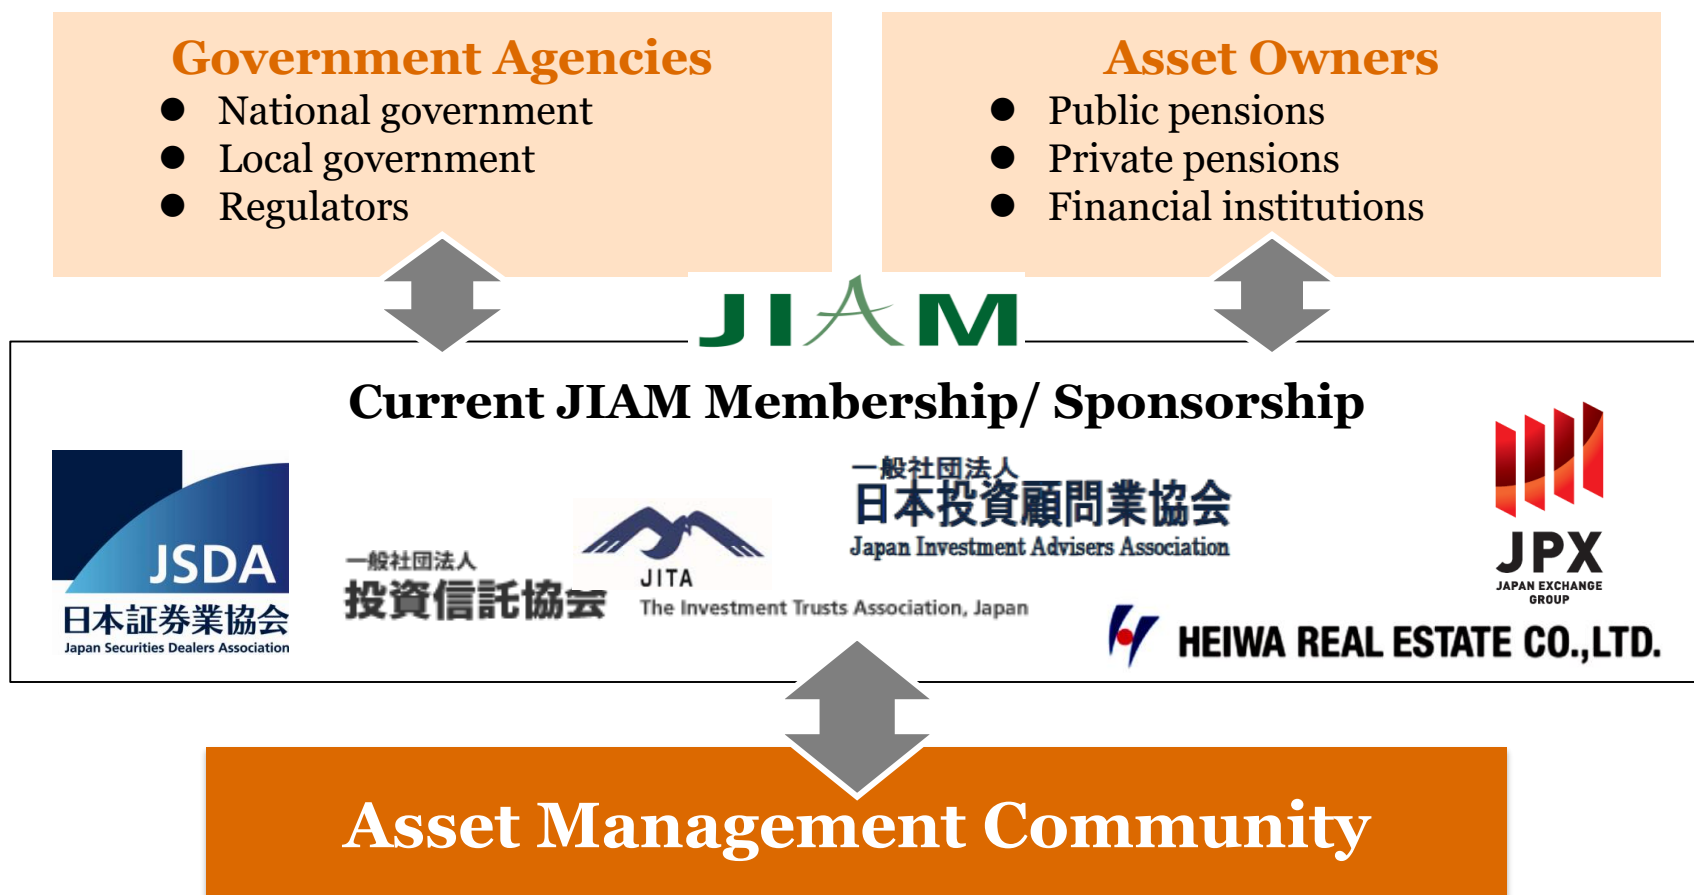 Government Agencies
● National government
● Local government
● Regulators
Asset Owners
● Public pensions
● Private pensions
● Financial institutions
JIAM
Current JIAM Membership/ Sponsorship
JSDA
日本証券業協会
Japan Securities Dealers Association
一般社団法人
投資信託協会
JITA
The Investment Trusts Association, Japan
一般社団法人
日本投資顧問業協会
Japan Investment Advisers Association
JPX
JAPAN EXCHANGE
GROUP
HEIWA REAL ESTATE CO.,LTD.
Asset Management Community